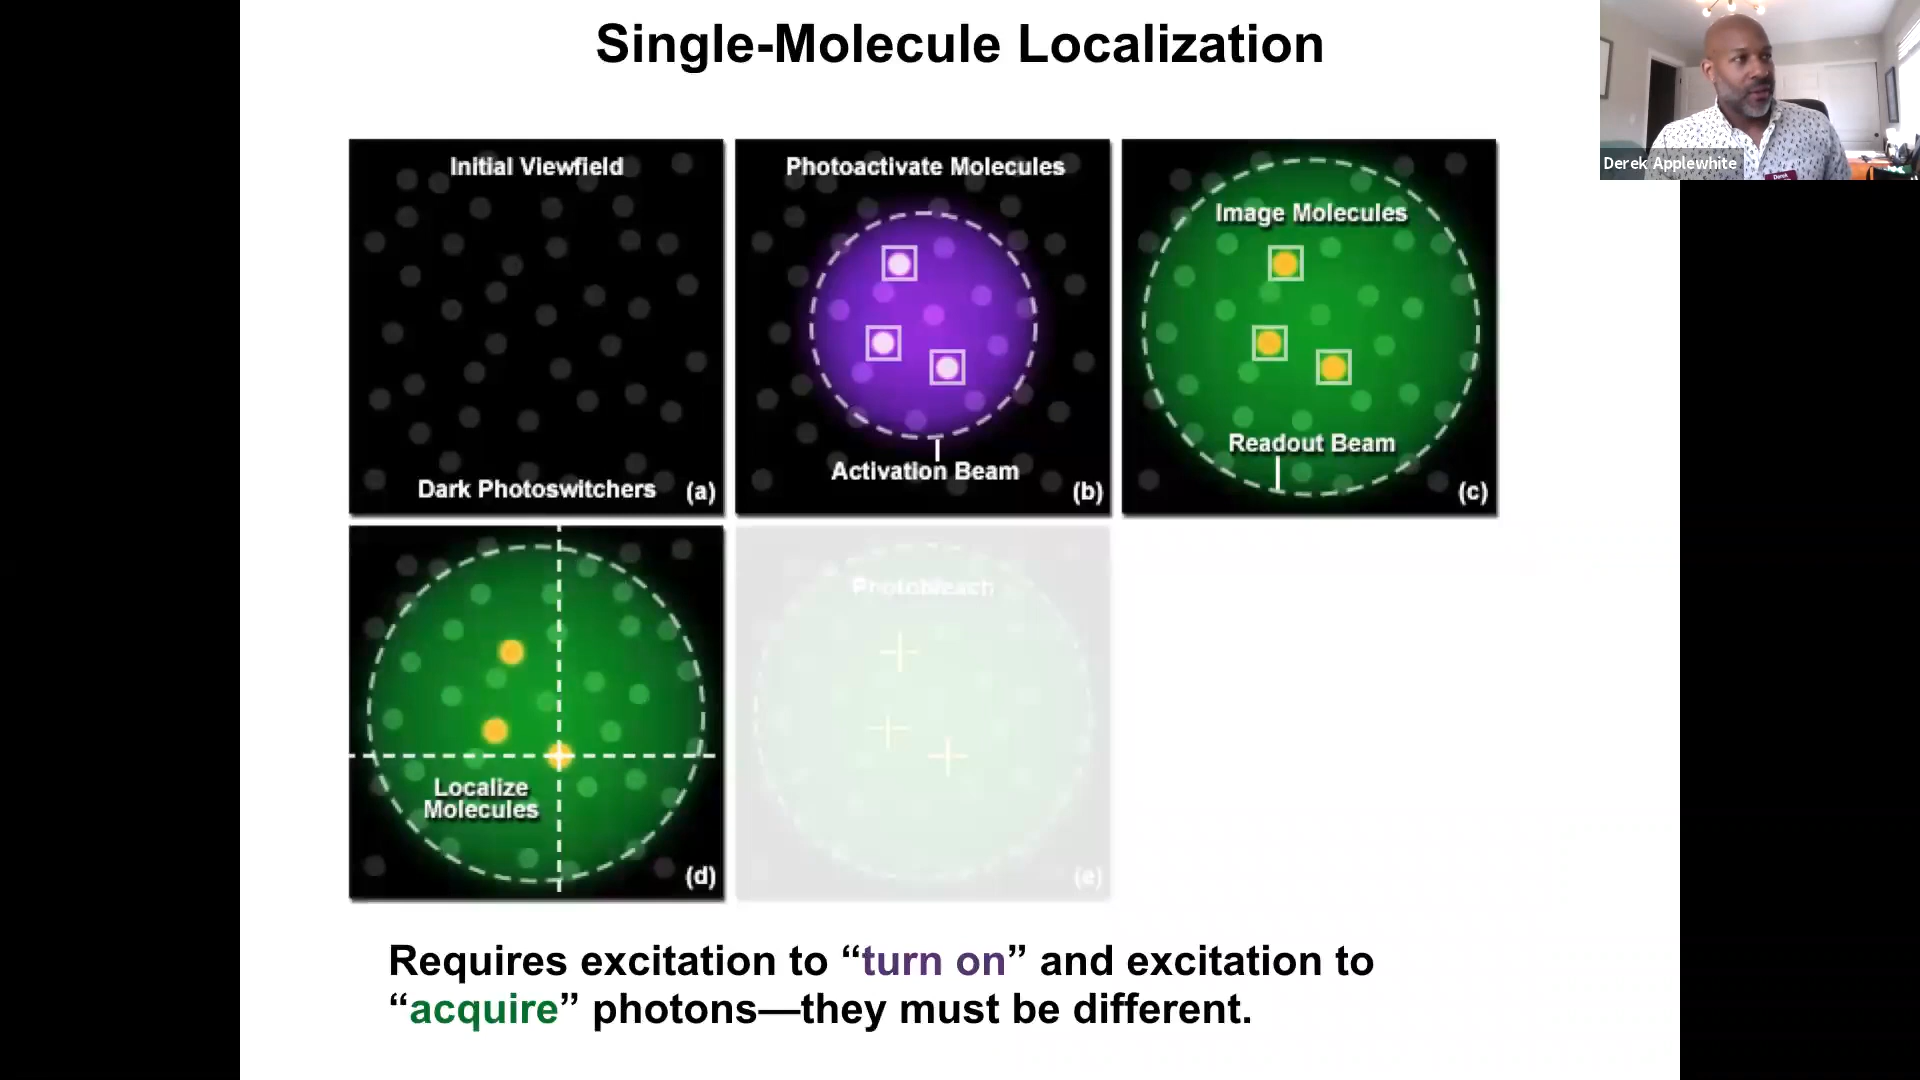 Single-Molecule Localization
Derek Applewhite
Initial Viewfield
Dark Photoswitchers
(a)
Photoactivate Molecules
Activation Beam
(b)
Image Molecules
Readout Beam
(c)
Localize
Molecules
(d)
Photobleach
(e)
Requires excitation to “turn on” and excitation to
“acquire” photons—they must be different.